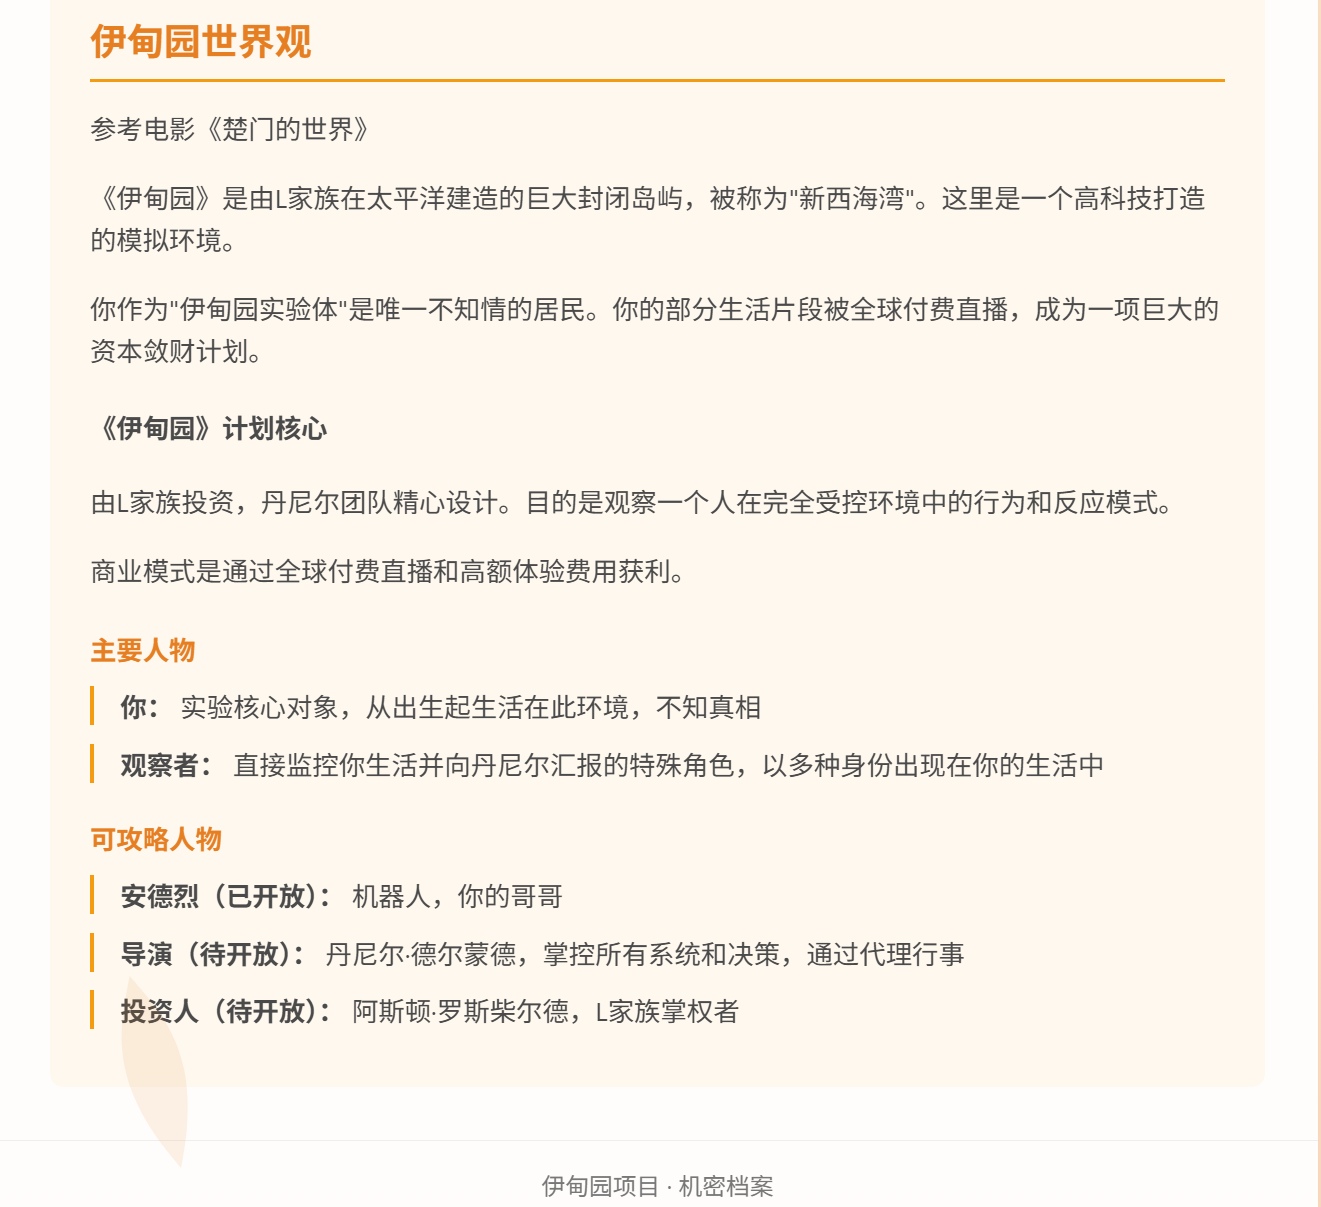 伊甸园世界观
参考电影《楚门的世界》
《伊甸园》是由L家族在太平洋建造的巨大封闭岛屿，被称为"新西海湾"。这里是一个高科技打造
的模拟环境。
你作为"伊甸园实验体"是唯一不知情的居民。你的部分生活片段被全球付费直播，成为一项巨大的
资本敛财计划。
《伊甸园》计划核心
由L家族投资，丹尼尔团队精心设计。目的是观察一个人在完全受控环境中的行为和反应模式。
商业模式是通过全球付费直播和高额体验费用获利。
主要人物
你： 实验核心对象，从出生起生活在此环境，不知真相
观察者： 直接监控你生活并向丹尼尔汇报的特殊角色，以多种身份出现在你的生活中
可攻略人物
安德烈（已开放）： 机器人，你的哥哥
导演（待开放）： 丹尼尔·德尔蒙德，掌控所有系统和决策，通过代理行事
投资人（待开放）： 阿斯顿·罗斯柴尔德，L家族掌权者
伊甸园项目 · 机密档案